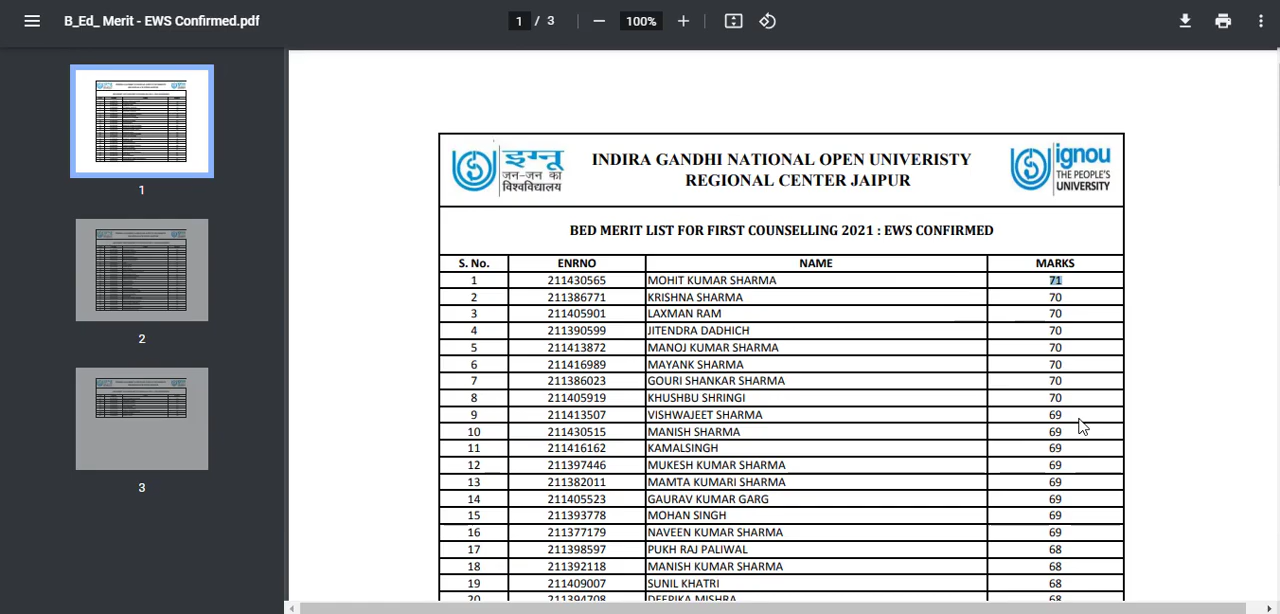 B_Ed_ Merit - EWS Confirmed.pdf
1 / 3
100%
1
2
3
इग्नू
जन-जन का
विश्वविद्यालय
INDIRA GANDHI NATIONAL OPEN UNIVERISTY
REGIONAL CENTER JAIPUR
ignou
THE PEOPLE'S
UNIVERSITY
BED MERIT LIST FOR FIRST COUNSELLING 2021 : EWS CONFIRMED
S. No. ENRNO NAME MARKS
1 211430565 MOHIT KUMAR SHARMA 71
2 211386771 KRISHNA SHARMA 70
3 211405901 LAXMAN RAM 70
4 211390599 JITENDRA DADHICH 70
5 211413872 MANOJ KUMAR SHARMA 70
6 211416989 MAYANK SHARMA 70
7 211386023 GOURI SHANKAR SHARMA 70
8 211405919 KHUSHBU SHRINGI 70
9 211413507 VISHWAJEET SHARMA 69
10 211430515 MANISH SHARMA 69
11 211416162 KAMALSINGH 69
12 211397446 MUKESH KUMAR SHARMA 69
13 211382011 MAMTA KUMARI SHARMA 69
14 211405523 GAURAV KUMAR GARG 69
15 211393778 MOHAN SINGH 69
16 211377179 NAVEEN KUMAR SHARMA 69
17 211398597 PUKH RAJ PALIWAL 68
18 211392118 MANISH KUMAR SHARMA 68
19 211409007 SUNIL KHATRI 68
20 211394708 DEEPIKA MISHRA 68